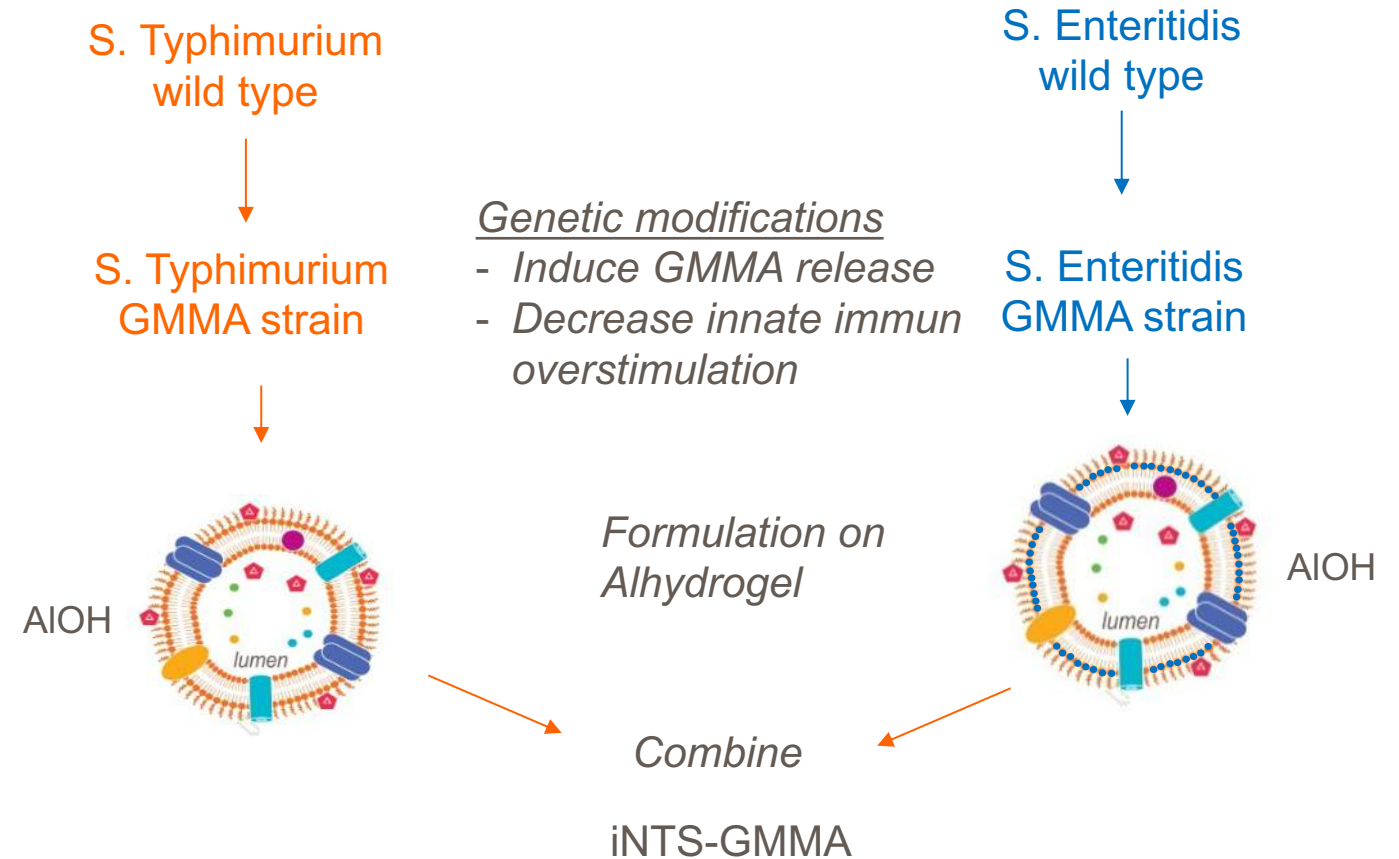 S. Typhimurium
wild type
S. Enteritidis
wild type
Genetic modifications
- Induce GMMA release
- Decrease innate immun
overstimulation
S. Typhimurium
GMMA strain
S. Enteritidis
GMMA strain
Formulation on
Alhydrogel
AlOH
lumen
lumen
AlOH
Combine
iNTS-GMMA